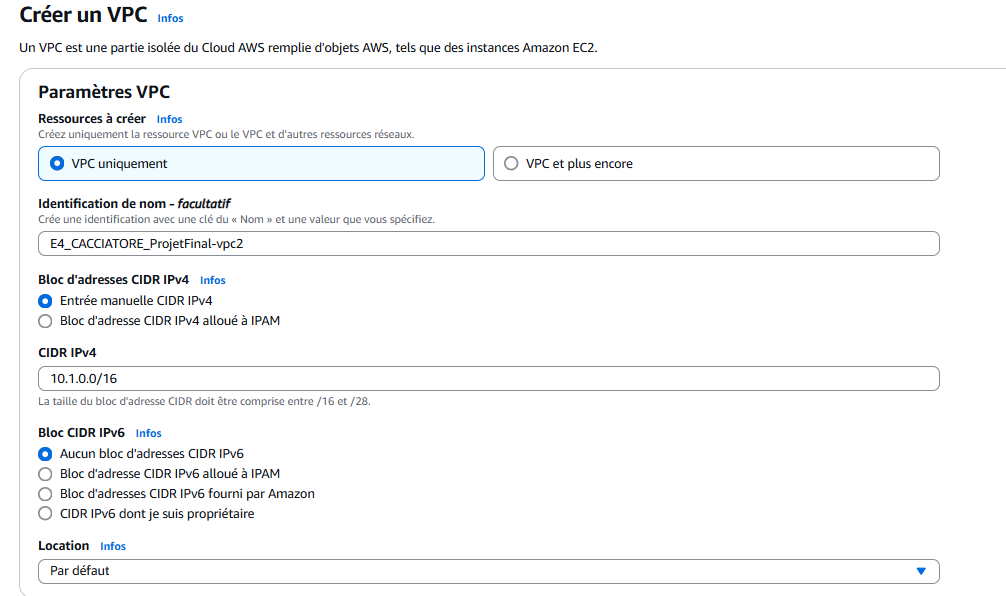 Créer un VPC Infos
Un VPC est une partie isolée du Cloud AWS remplie d'objets AWS, tels que des instances Amazon EC2.
Paramètres VPC
Ressources à créer Infos
Créez uniquement la ressource VPC ou le VPC et d'autres ressources réseaux.
VPC uniquement
VPC et plus encore
Identification de nom - facultatif
Crée une identification avec une clé du « Nom » et une valeur que vous spécifiez.
E4_CACCIATORE_ProjetFinal-vpc2
Bloc d'adresses CIDR IPv4 Infos
Entrée manuelle CIDR IPv4
Bloc d'adresse CIDR IPv4 alloué à IPAM
CIDR IPv4
10.1.0.0/16
La taille du bloc d'adresse CIDR doit être comprise entre /16 et /28.
Bloc CIDR IPv6 Infos
Aucun bloc d'adresses CIDR IPv6
Bloc d'adresse CIDR IPv6 alloué à IPAM
Bloc d'adresses CIDR IPv6 fourni par Amazon
CIDR IPv6 dont je suis propriétaire
Location Infos
Par défaut